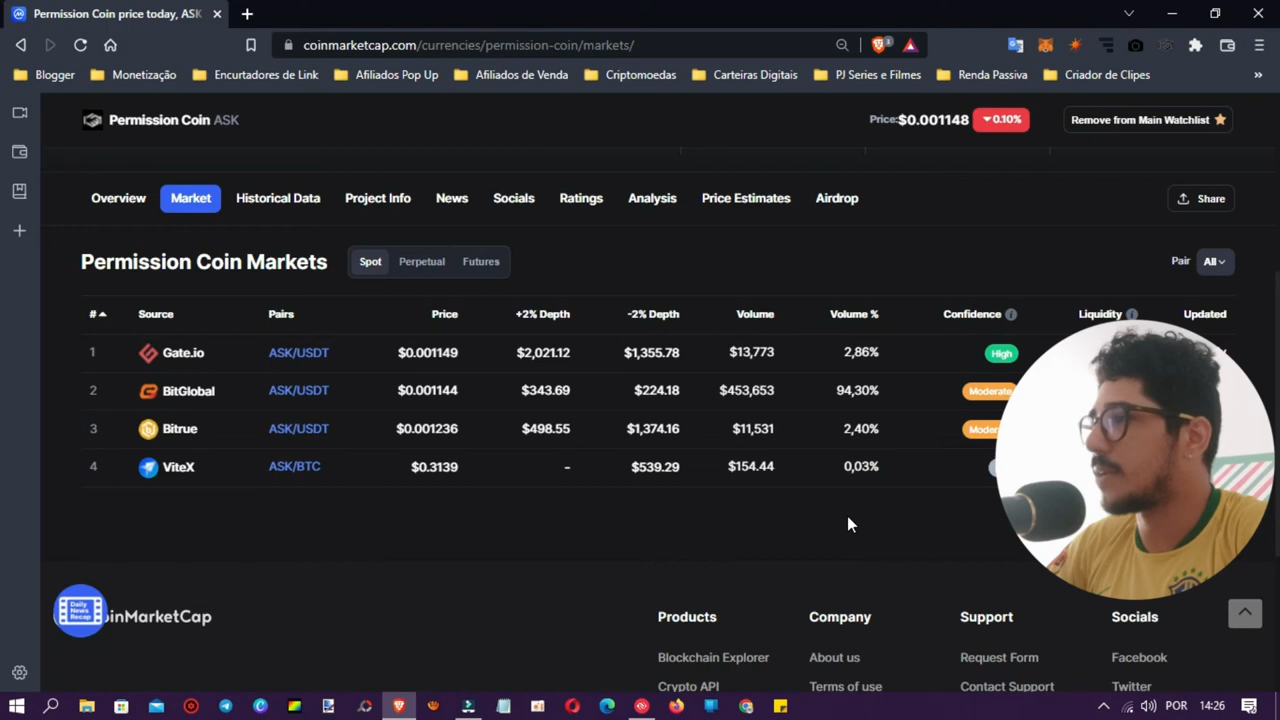 Permission Coin price today, ASK
coinmarketcap.com/currencies/permission-coin/markets/
1
Blogger
Monetização
Encurtadores de Link
Afiliados Pop Up
Afiliados de Venda
Criptomoedas
Carteiras Digitais
PJ Series e Filmes
Renda Passiva
Criador de Clipes
»
Permission Coin ASK
Price:$0.001148
0.10%
Remove from Main Watchlist
Overview
Market
Historical Data
Project Info
News
Socials
Ratings
Analysis
Price Estimates
Airdrop
Share
Permission Coin Markets
Spot
Perpetual
Futures
Pair
All
# Source Pairs Price +2% Depth -2% Depth Volume Volume % Confidence Liquidity Updated
1 Gate.io ASK/USDT $0.001149 $2,021.12 $1,355.78 $13,773 2,86% High
2 BitGlobal ASK/USDT $0.001144 $343.69 $224.18 $453,653 94,30% Moderate
3 Bitrue ASK/USDT $0.001236 $498.55 $1,374.16 $11,531 2,40% Moder
4 ViteX ASK/BTC $0.3139 - $539.29 $154.44 0,03%
Daily News Recap
inMarketCap
Products
Company
Support
Socials
Blockchain Explorer
About us
Request Form
Facebook
Crypto API
Terms of use
Contact Support
Twitter
POR
14:26